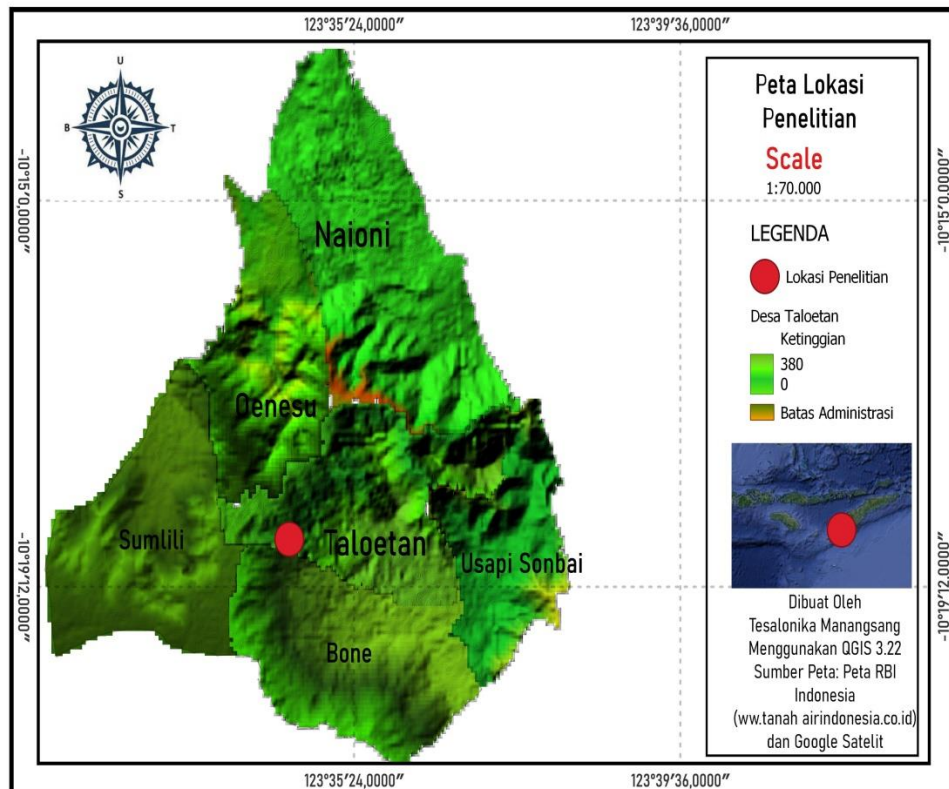 123°35'24,0000"
123°39'36,0000"
U
B
T
S
-10°15'0,0000"
-10°15'0,0000"
Naioni
Oenesu
Sumlili
Taloetan
Usapi Sonbai
Bone
-10°19'12,0000"
-10°19'12,0000"
123°35'24,0000"
123°39'36,0000"
Peta Lokasi
Penelitian
Scale
1:70.000
LEGENDA
Lokasi Penelitian
Desa Taloetan
Ketinggian
380
0
Batas Administrasi
Dibuat Oleh
Tesalonika Manangsang
Menggunakan QGIS 3.22
Sumber Peta: Peta RBI
Indonesia
(ww.tanah airindonesia.co.id)
dan Google Satelit